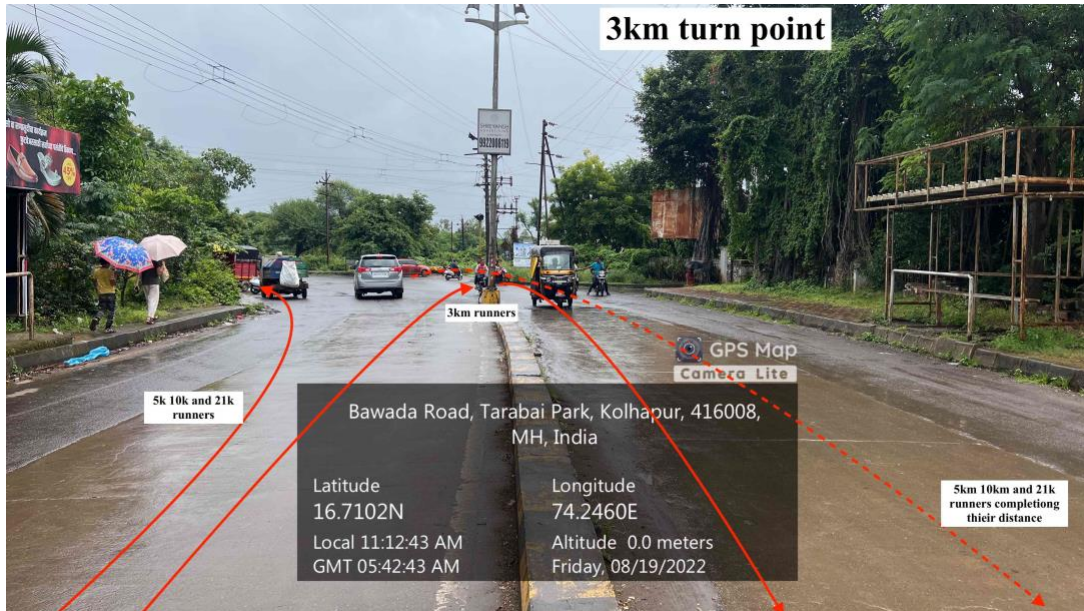 3km turn point
9922988119
45%
3km runners
GPS Map
Camera Lite
5k 10k and 21k
runners
Bawada Road, Tarabai Park, Kolhapur, 416008,
MH, India
Latitude
16.7102N
Longitude
74.2460E
Local 11:12:43 AM
GMT 05:42:43 AM
Altitude 0.0 meters
Friday, 08/19/2022
5km 10km and 21k
runners completiong
thieir distance